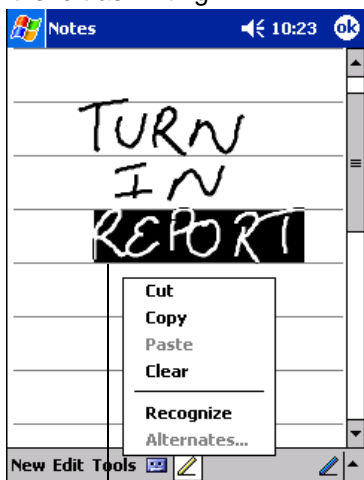 Notes 10:23 ok
TURN
IN
REPORT
Cut
Copy
Paste
Clear
Recognize
Alternates...
New Edit Tools